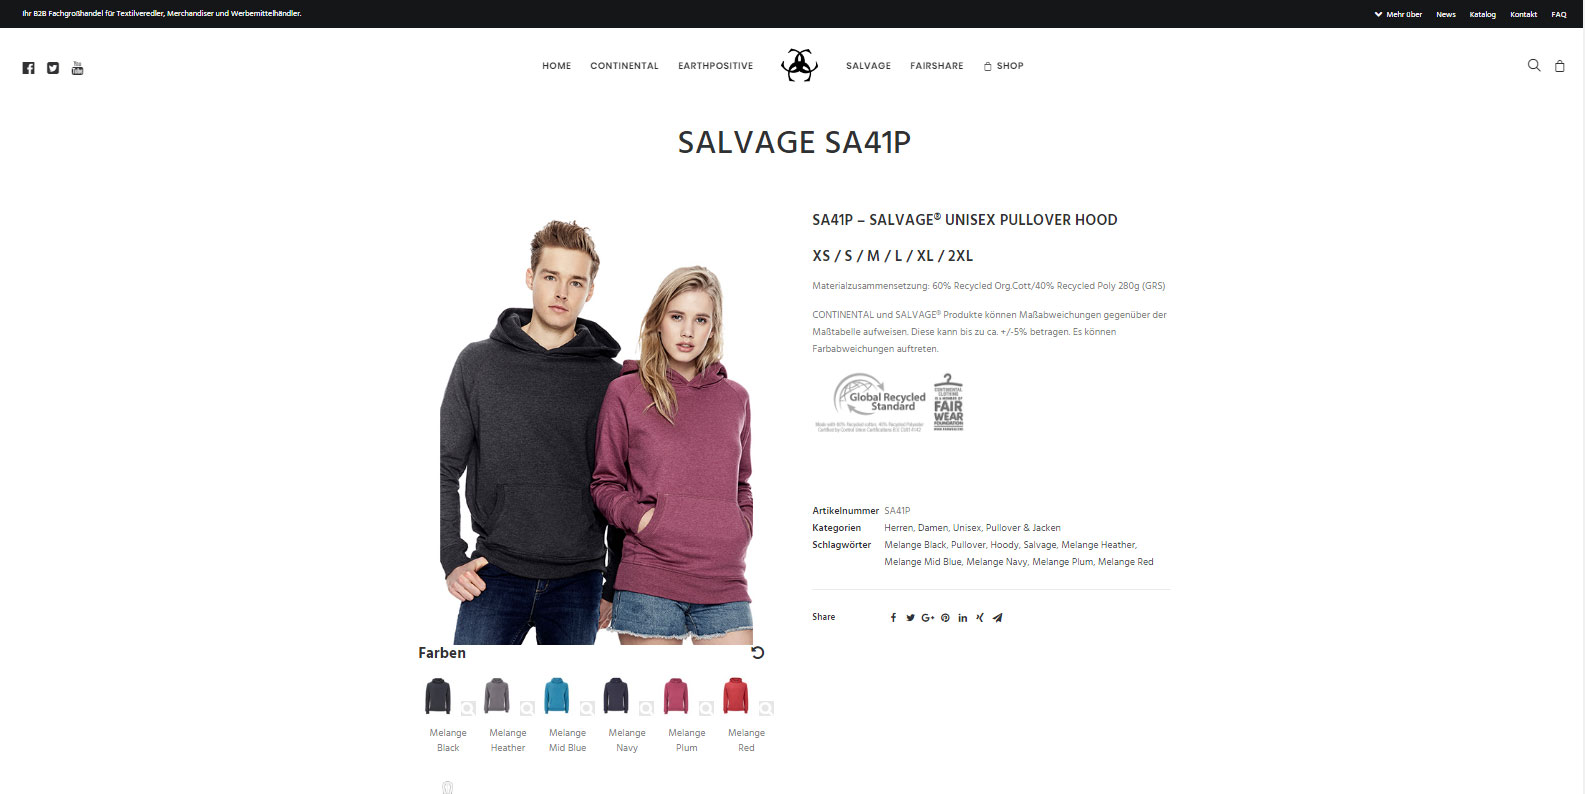 Ihr B2B Fachgroßhandel für Textilveredler, Merchandiser und Werbemittelhändler.
Mehr über News Katalog Kontakt FAQ
HOME CONTINENTAL EARTHPOSITIVE SALVAGE FAIRSHARE SHOP
SALVAGE SA41P
SA41P – SALVAGE® UNISEX PULLOVER HOOD
XS / S / M / L / XL / 2XL
Materialzusammensetzung: 60% Recycled Org.Cott/40% Recycled Poly 280g (GRS)
CONTINENTAL und SALVAGE® Produkte können Maßabweichungen gegenüber der
Maßtabelle aufweisen. Diese kann bis zu ca. +/-5% betragen. Es können
Farbabweichungen auftreten.
Global Recycled
Standard
CONTINENTAL
CLOTHING
IS A MEMBER OF
FAIR
WEAR
FOUNDATION
Artikelnummer SA41P
Kategorien Herren, Damen, Unisex, Pullover & Jacken
Schlagwörter Melange Black, Pullover, Hoody, Salvage, Melange Heather,
Melange Mid Blue, Melange Navy, Melange Plum, Melange Red
Share
Farben
Melange
Black
Melange
Heather
Melange
Mid Blue
Melange
Navy
Melange
Plum
Melange
Red